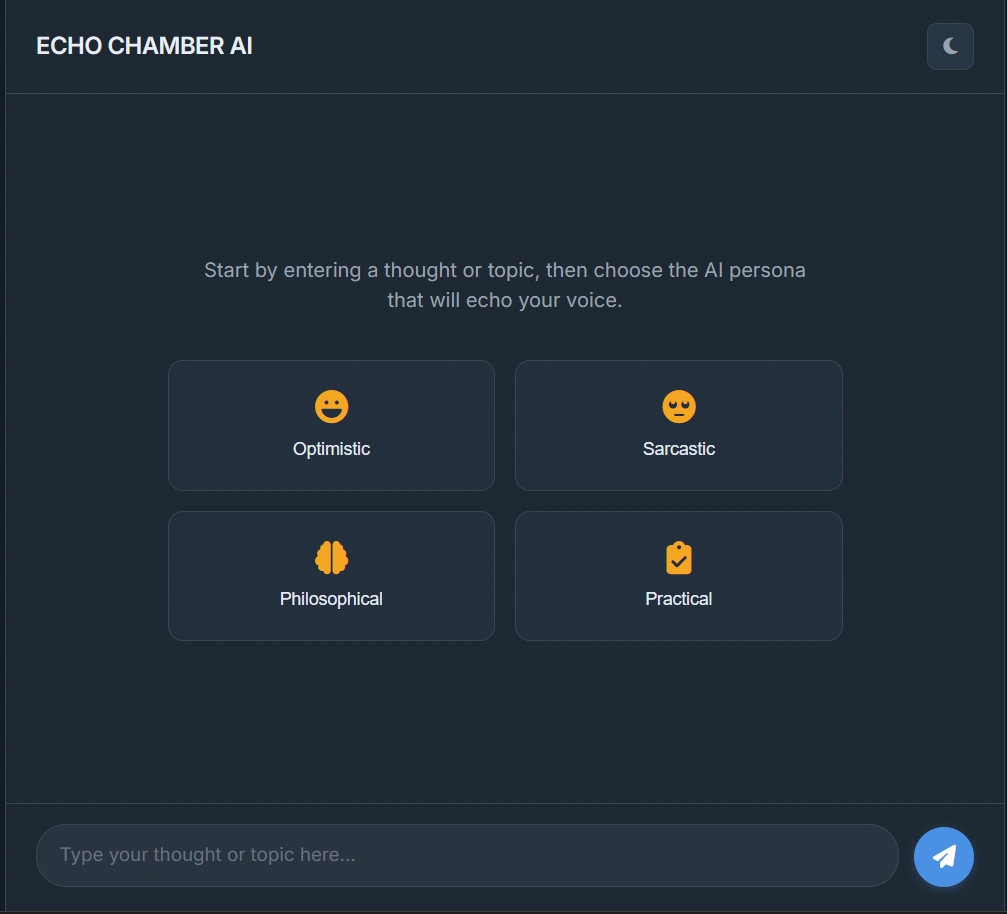 ECHO CHAMBER AI
Start by entering a thought or topic, then choose the AI persona
that will echo your voice.
Optimistic
Sarcastic
Philosophical
Practical
Type your thought or topic here...